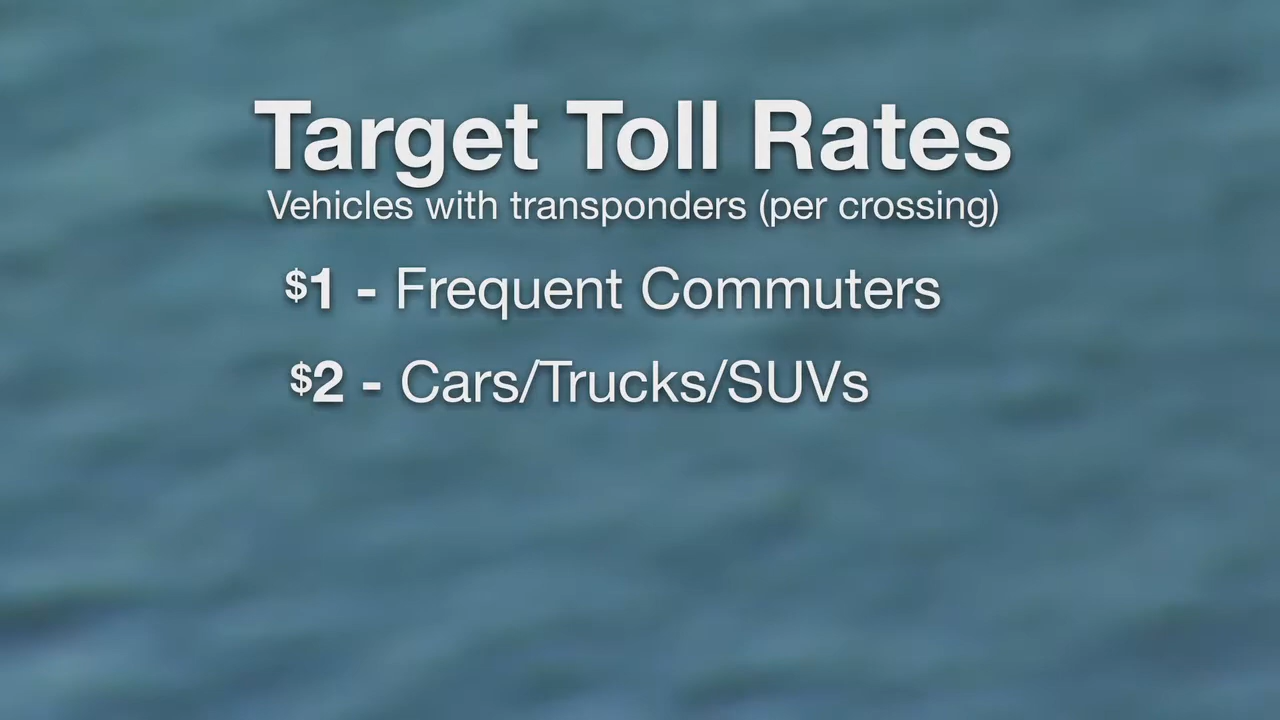 Target Toll Rates
Vehicles with transponders (per crossing)
$1 - Frequent Commuters
$2 - Cars/Trucks/SUVs